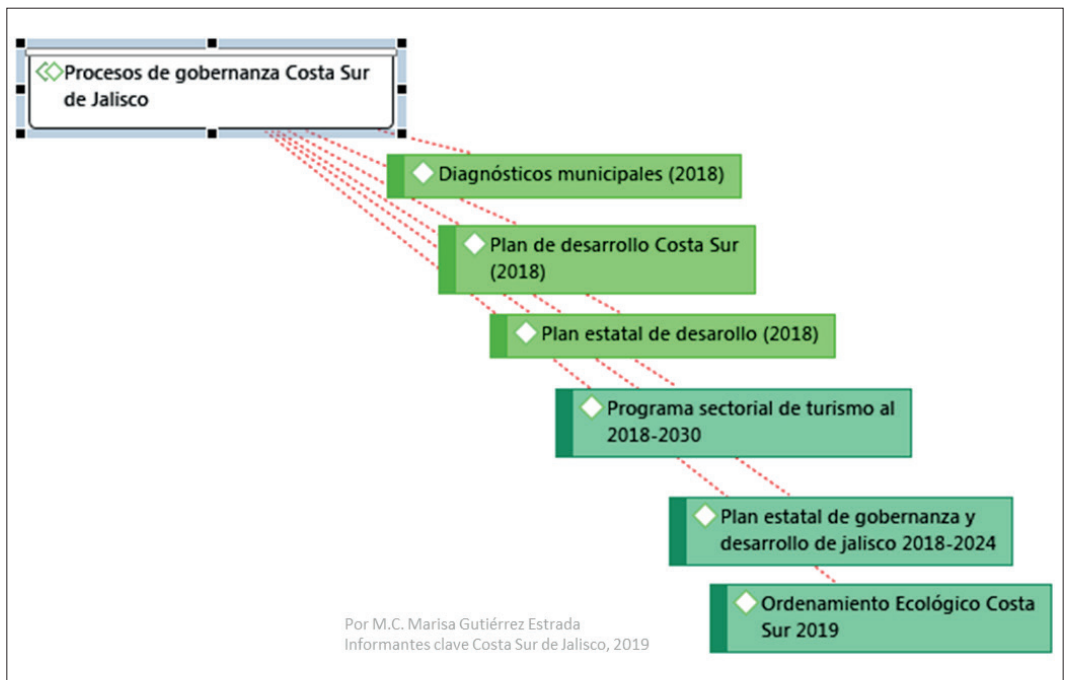 Procesos de gobernanza Costa Sur
de Jalisco
Diagnósticos municipales (2018)
Plan de desarrollo Costa Sur
(2018)
Plan estatal de desarollo (2018)
Programa sectorial de turismo al
2018-2030
Plan estatal de gobernanza y
desarrollo de jalisco 2018-2024
Ordenamiento Ecológico Costa
Sur 2019
Por M.C. Marisa Gutiérrez Estrada
Informantes clave Costa Sur de Jalisco, 2019